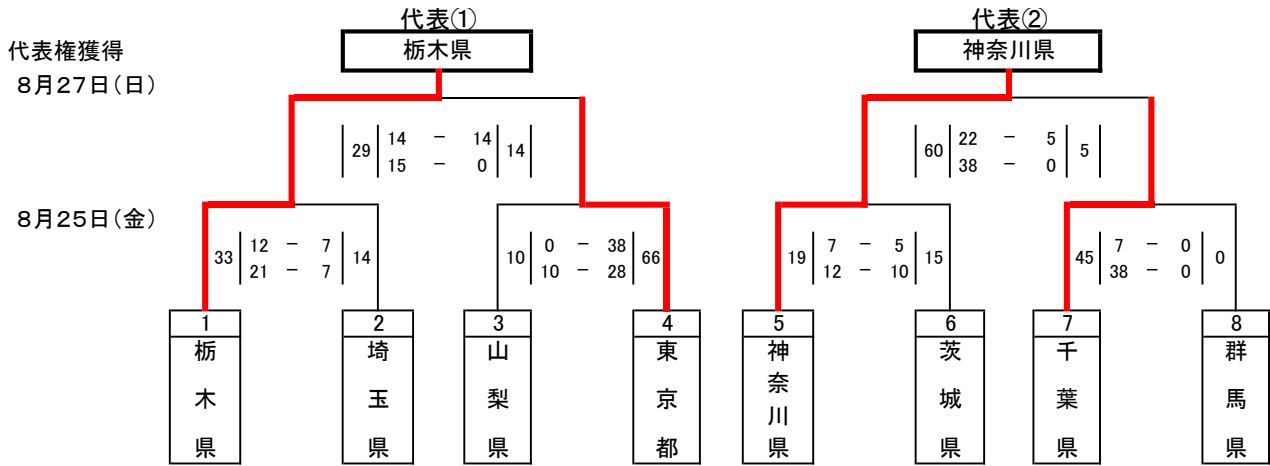 代表① 代表②
代表権獲得 栃木県 神奈川県
8月27日(日)
29 14 － 14 14 60 22 － 5 5
15 － 0 38 － 0
8月25日(金)
33 12 － 7 14 10 0 － 38 66 19 7 － 5 15 45 7 － 0 0
21 － 7 10 － 28 12 － 10 38 － 0
1 2 3 4 5 6 7 8
栃木県 埼玉県 山梨県 東京都 神奈川県 茨城県 千葉県 群馬県